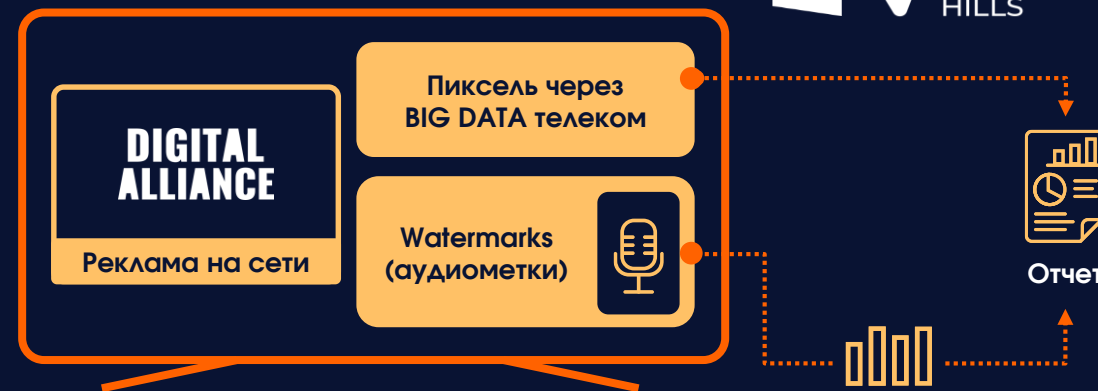 HILLS
Пиксель через
BIG DATA телеком
DIGITAL
ALLIANCE
Реклама на сети
Watermarks
(аудиометки)
Отчет